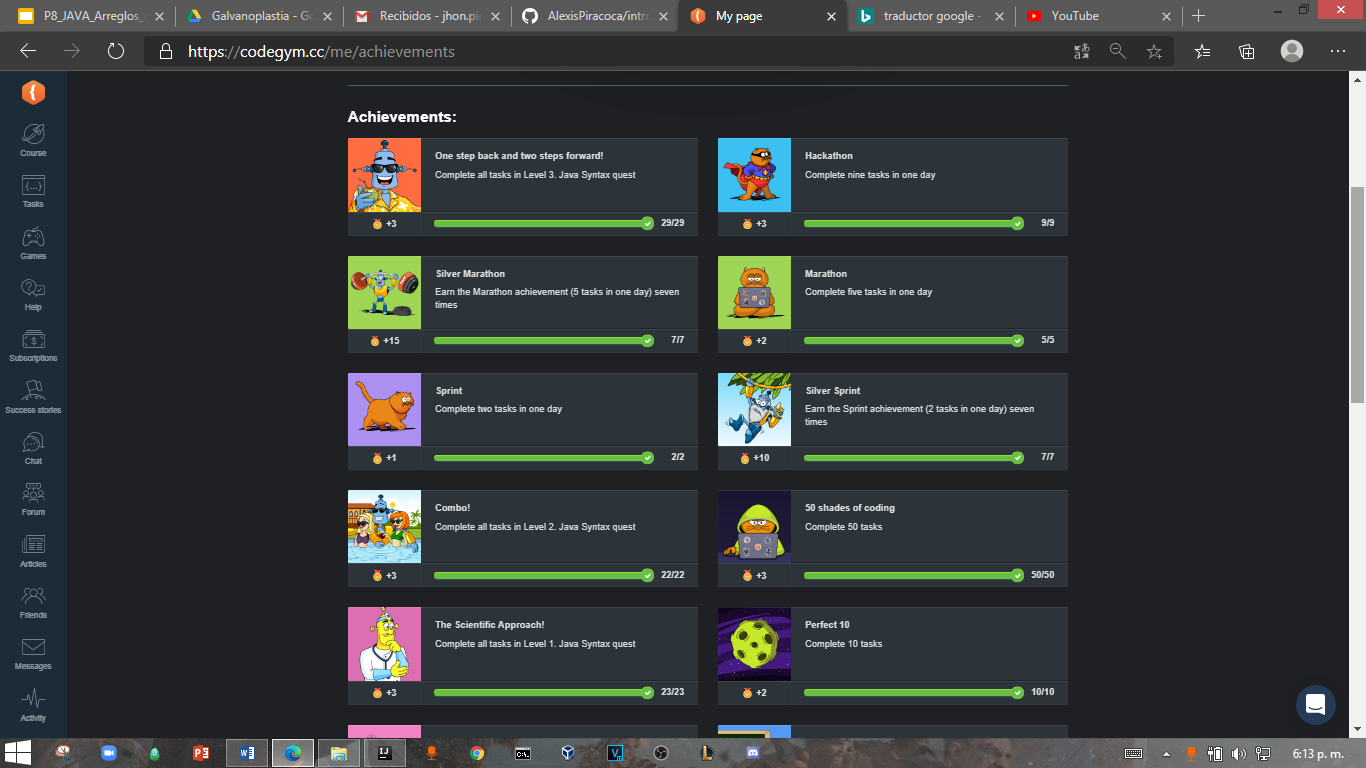 P8_JAVA_Arreglos_
Galvanoplastia - Go
Recibidos - jhon.pi
AlexisPiracoca/intro
My page
traductor google -
YouTube
https://codegym.cc/me/achievements
Course
Tasks
Games
Help
Subscriptions
Success stories
Chat
Forum
Articles
Friends
Messages
Activity
Achievements:
One step back and two steps forward!
Complete all tasks in Level 3. Java Syntax quest
+3
29/29
Hackathon
Complete nine tasks in one day
+3
9/9
Silver Marathon
Earn the Marathon achievement (5 tasks in one day) seven
times
+15
7/7
Marathon
Complete five tasks in one day
+2
5/5
Sprint
Complete two tasks in one day
+1
2/2
Silver Sprint
Earn the Sprint achievement (2 tasks in one day) seven
times
+10
7/7
Combo!
Complete all tasks in Level 2. Java Syntax quest
+3
22/22
50 shades of coding
Complete 50 tasks
+3
50/50
The Scientific Approach!
Complete all tasks in Level 1. Java Syntax quest
+3
23/23
Perfect 10
Complete 10 tasks
+2
10/10
6:13 p. m.